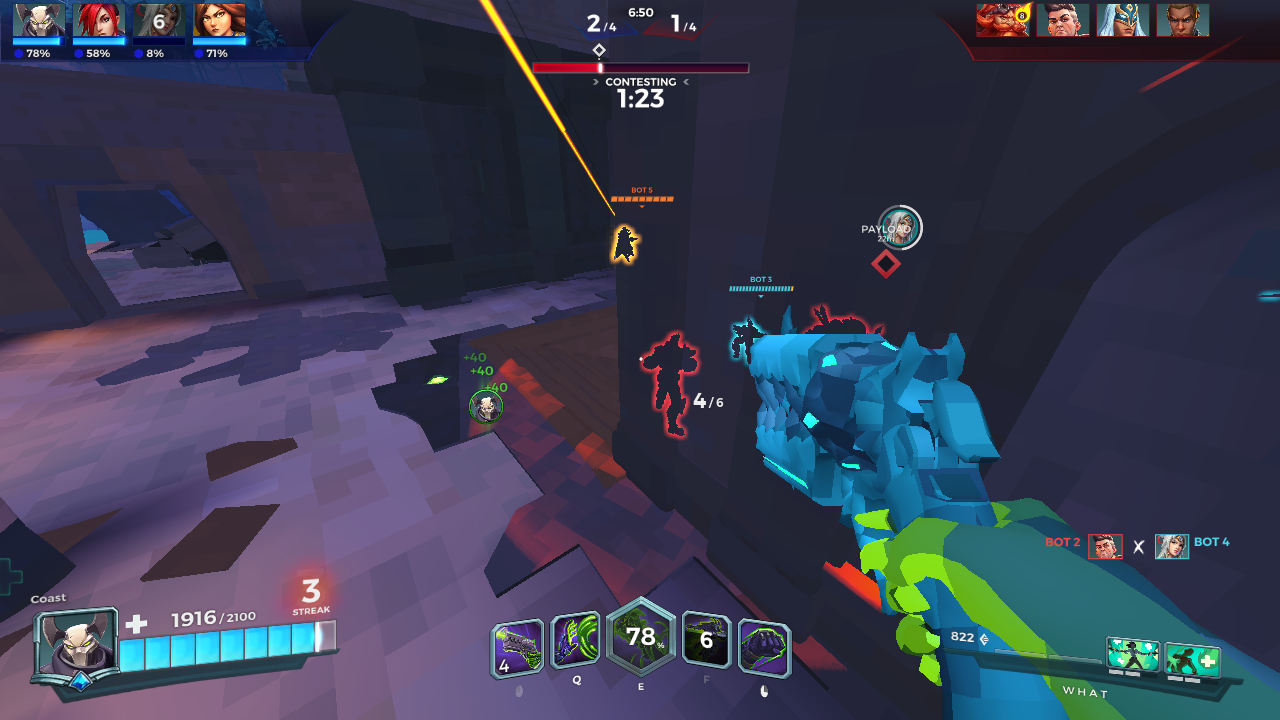 6
78%
58%
8%
71%
2/4
6:50
1/4
8
CONTESTING
1:23
BOT 5
PAYLOAD
BOT 3
+40
+40
+40
4/6
BOT 2
X
BOT 4
Coast
1916/2100
3
STREAK
4
78%
6
Q
E
F
822
WHAT